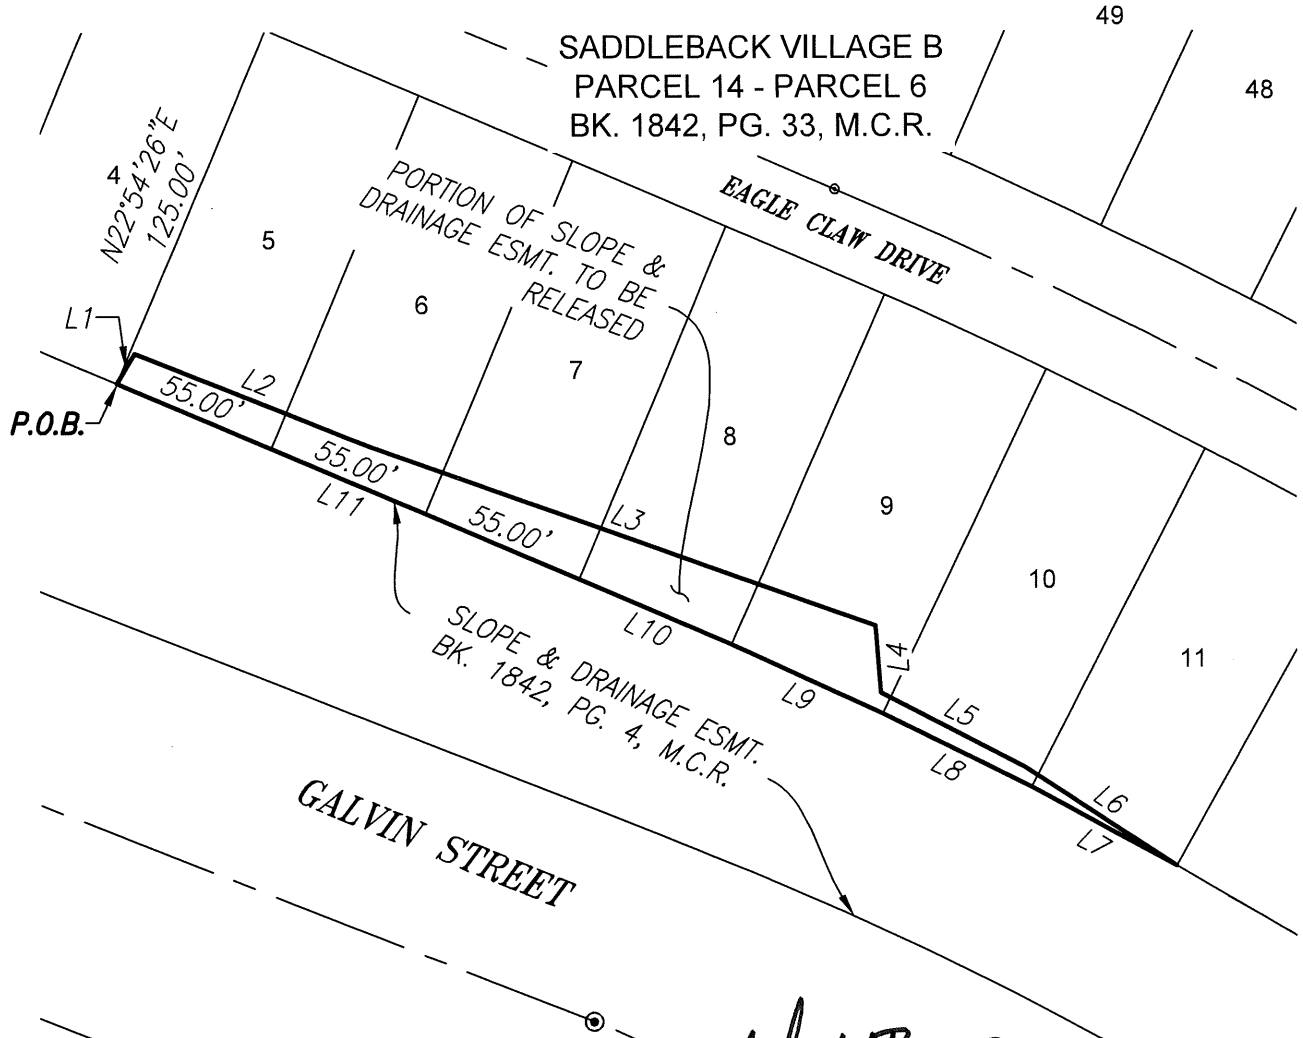 49
SADDLEBACK VILLAGE B
PARCEL 14 - PARCEL 6
BK. 1842, PG. 33, M.C.R.
48
4
N22°54'26"E
125.00'
PORTION OF SLOPE &
DRAINAGE ESMT. TO BE
RELEASED
EAGLE CLAW DRIVE
5
6
7
8
9
10
11
L1
P.O.B.
L2
55.00'
55.00'
55.00'
L11
L3
L10
L4
L9
L5
L8
L6
L7
SLOPE & DRAINAGE ESMT.
BK. 1842, PG. 4, M.C.R.
GALVIN STREET